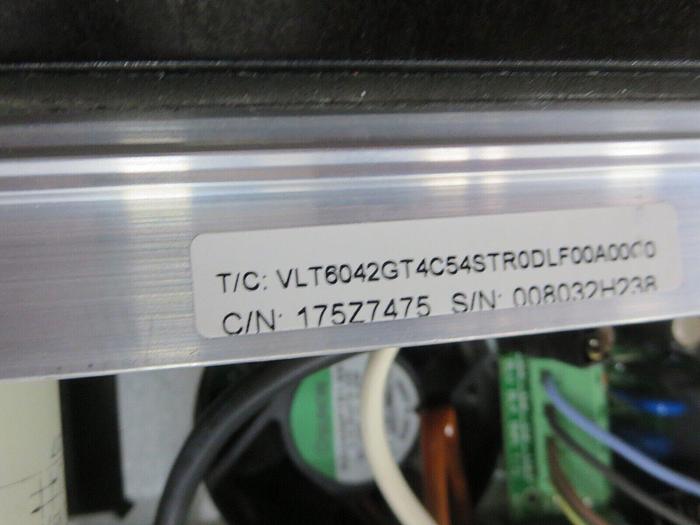 T/C: VLT6042GT4C54STR0DLF00A00C0
C/N: 175Z7475 S/N: 008032H238